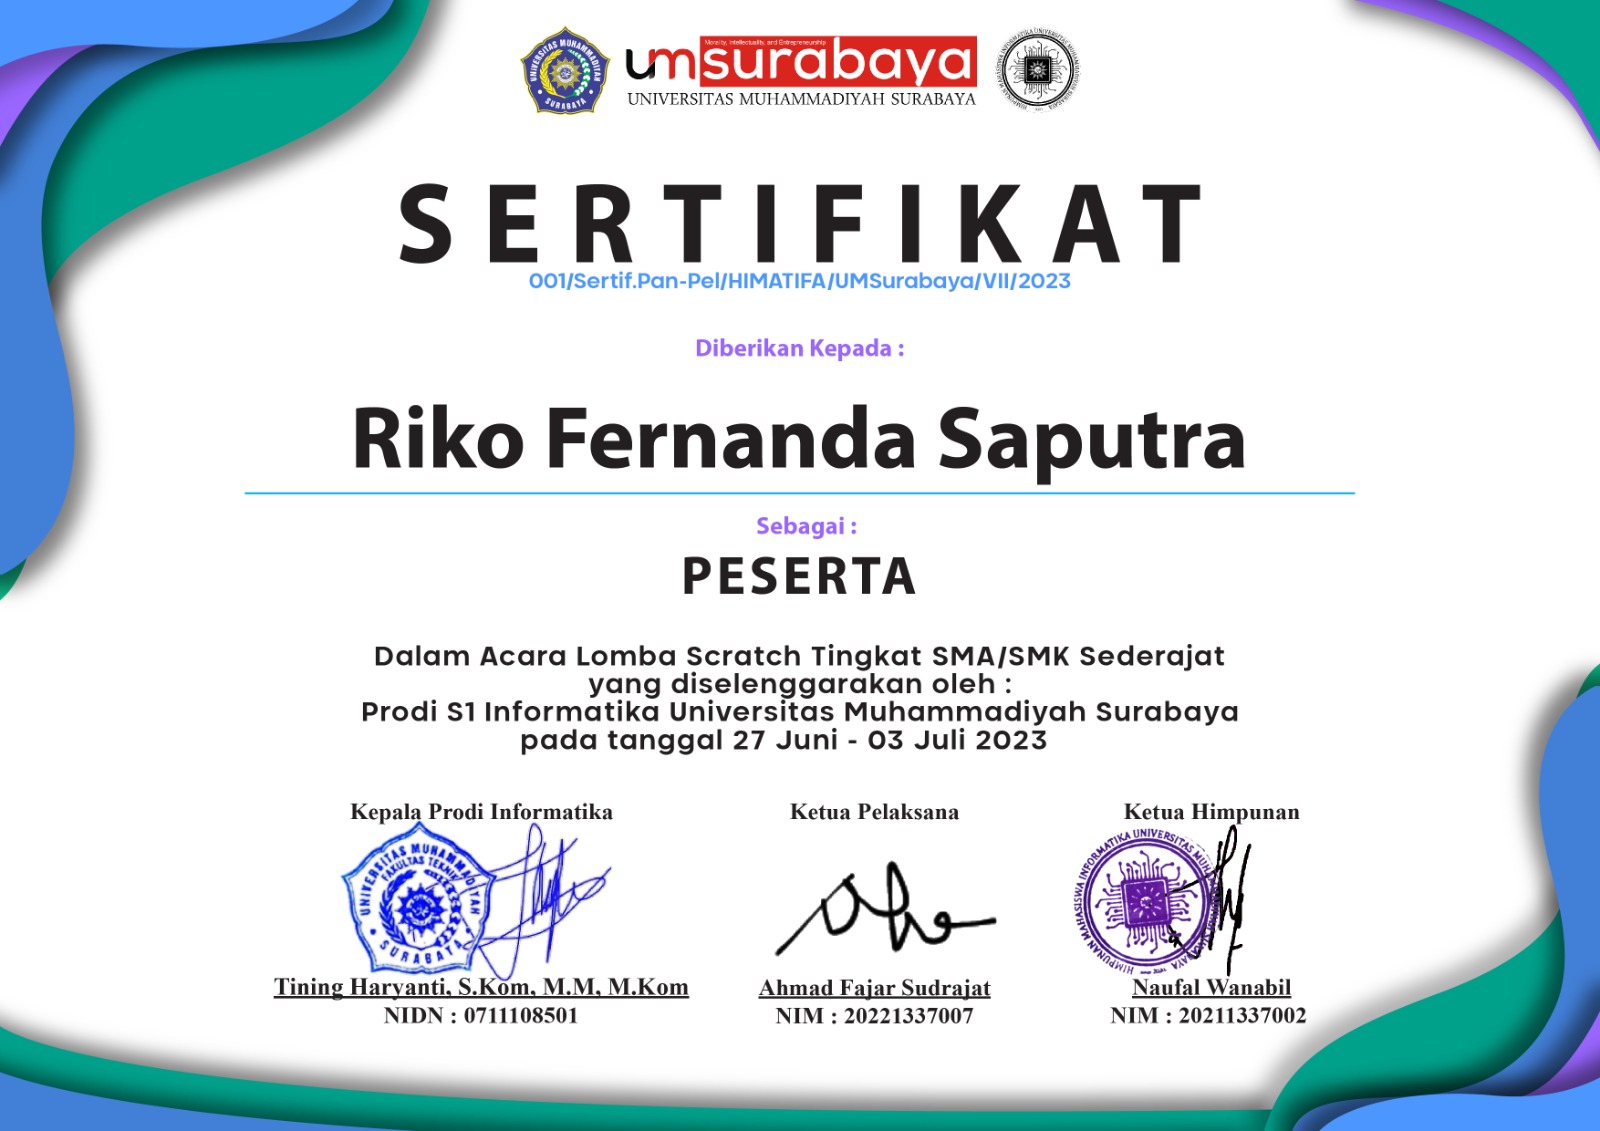 UNIVERSITAS MUHAMMADIYAH
SURABAYA
Morality, Intellectuality, and Entrepreneurship
umsurabaya
UNIVERSITAS MUHAMMADIYAH SURABAYA
SERTIFIKAT
001/Sertif.Pan-Pel/HIMATIFA/UMSurabaya/VII/2023
Diberikan Kepada :
Riko Fernanda Saputra
Sebagai :
PESERTA
Dalam Acara Lomba Scratch Tingkat SMA/SMK Sederajat
yang diselenggarakan oleh :
Prodi S1 Informatika Universitas Muhammadiyah Surabaya
pada tanggal 27 Juni - 03 Juli 2023
Kepala Prodi Informatika
UNIVERSITAS MUHAMMADIYAH
FAKULTAS TEKNIK
SURABAYA
Tining Haryanti, S.Kom, M.M, M.Kom
NIDN : 0711108501
Ketua Pelaksana
Ahmad Fajar Sudrajat
NIM : 20221337007
Ketua Himpunan
HIMPUNAN MAHASISWA INFORMATIKA UNIVERSITAS
Naufal Wanabil
NIM : 20211337002